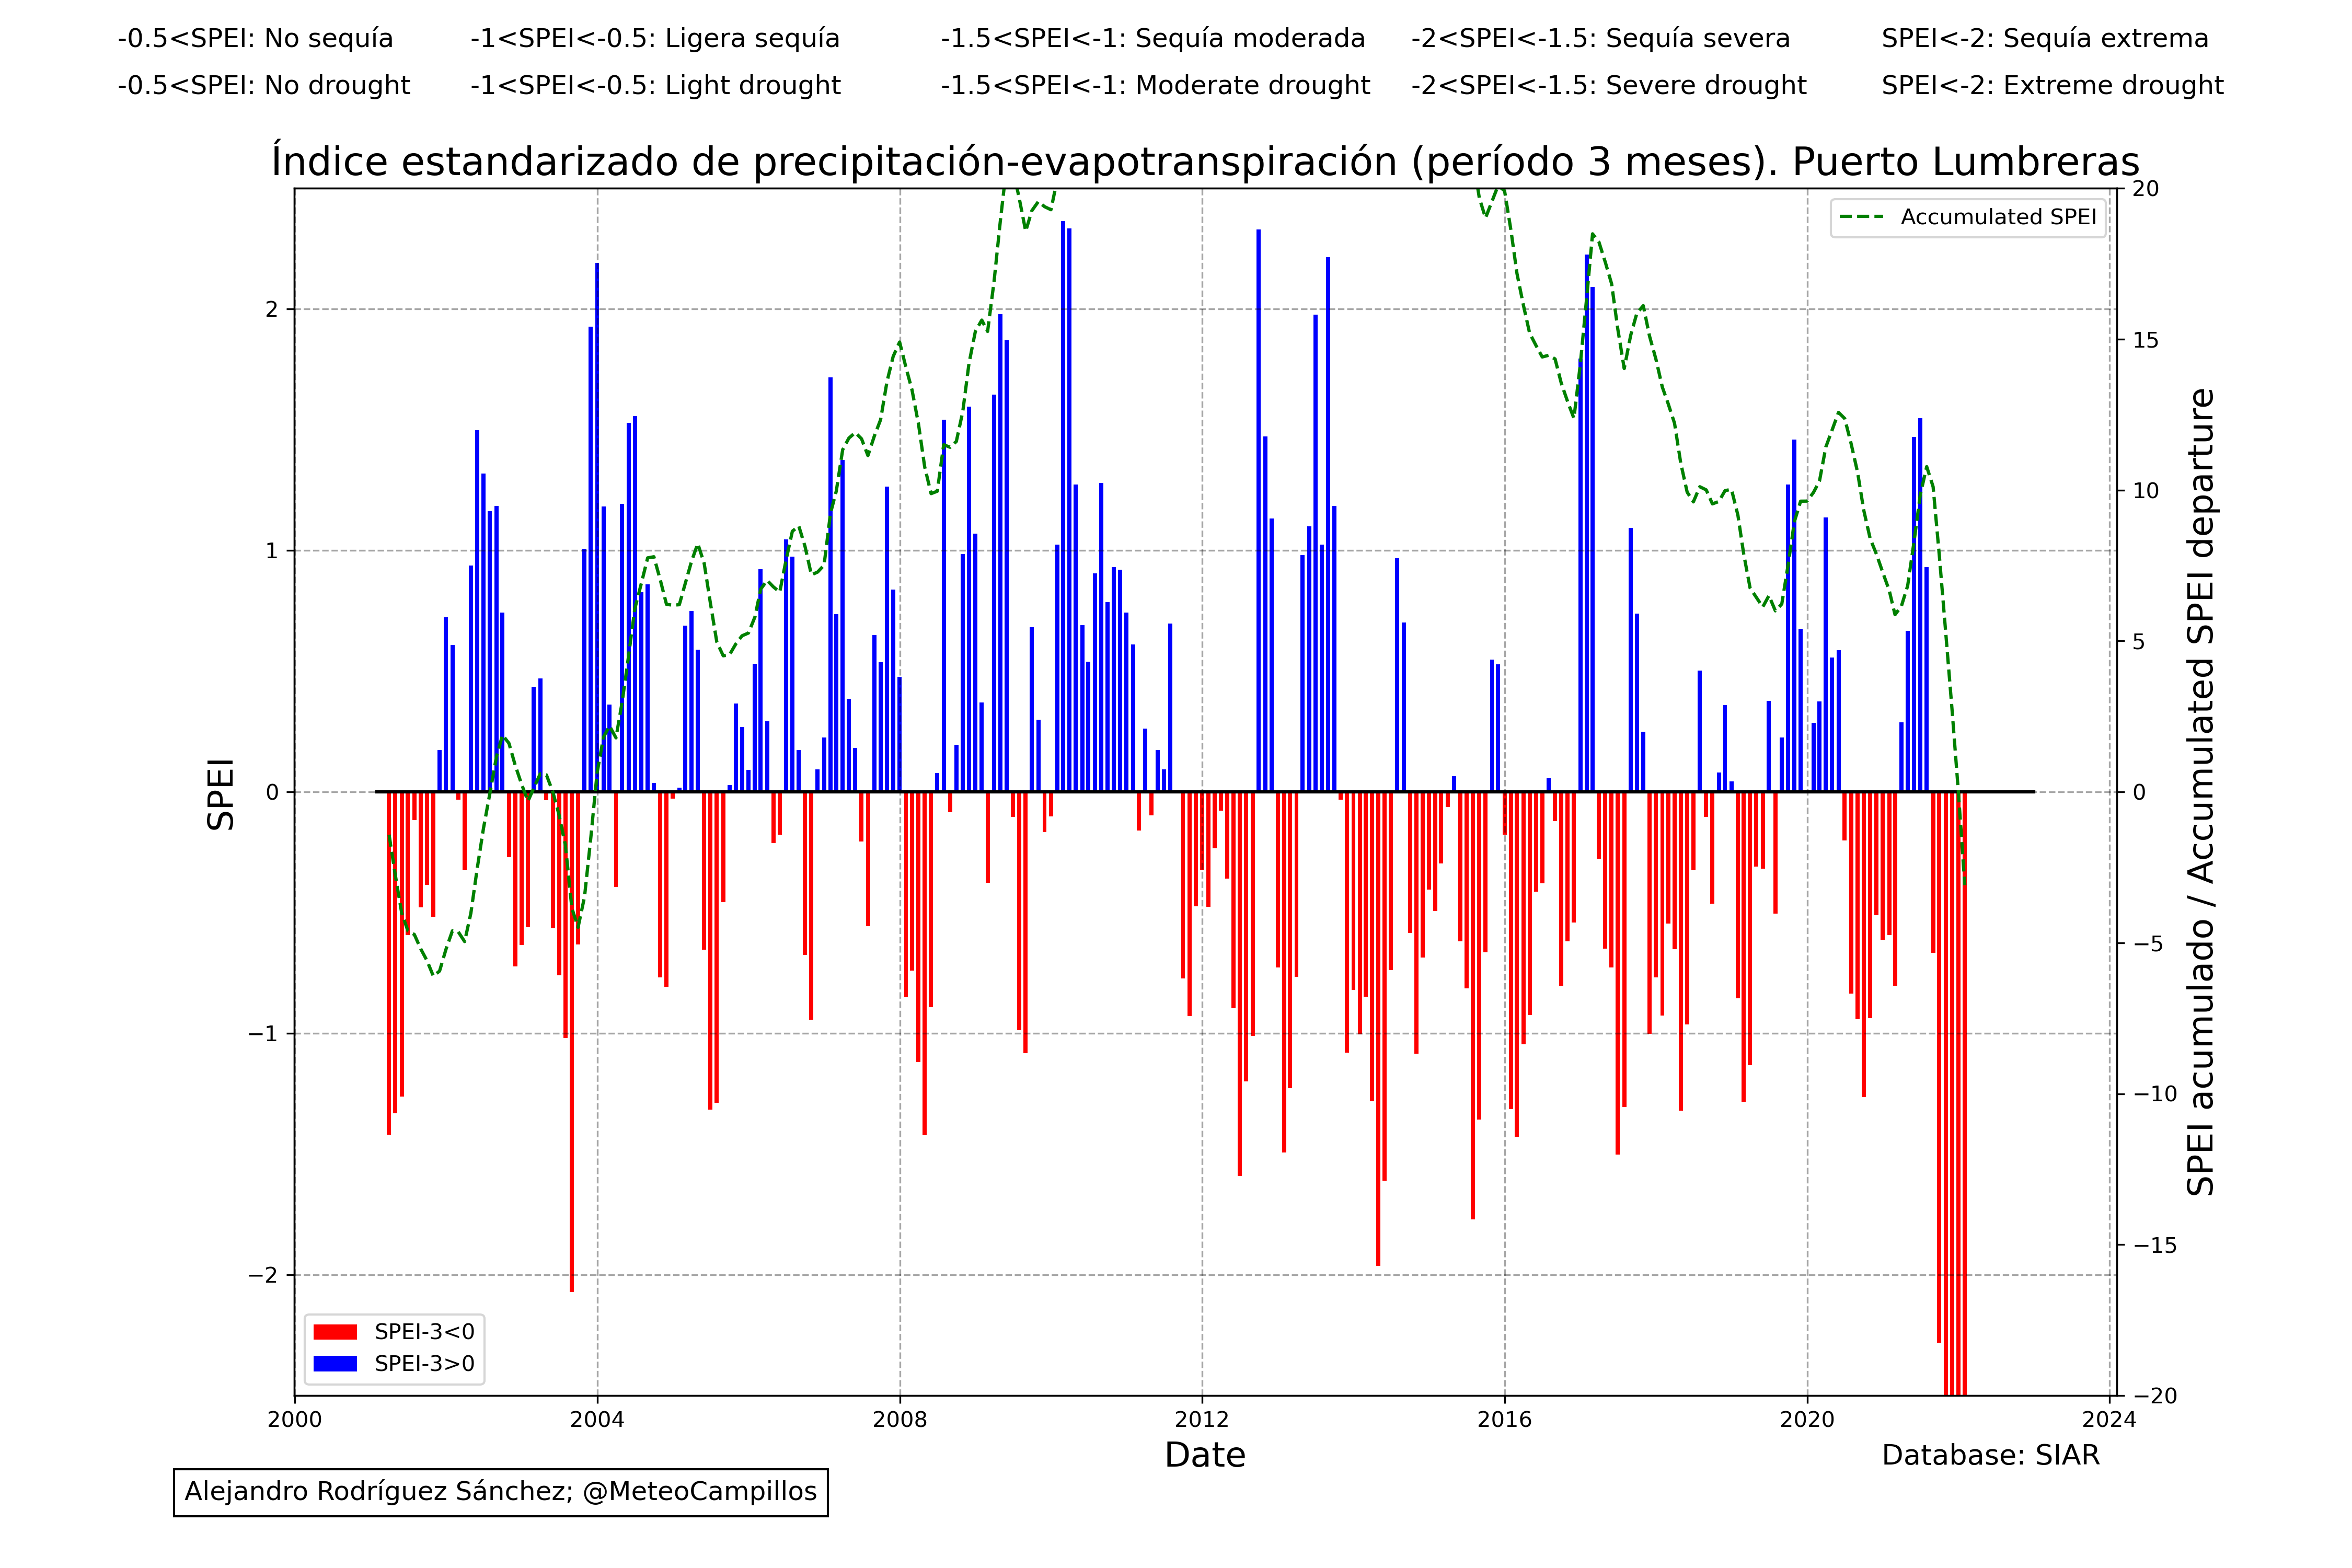 -0.5<SPEI: No sequía -1<SPEI<-0.5: Ligera sequía -1.5<SPEI<-1: Sequía moderada -2<SPEI<-1.5: Sequía severa SPEI<-2: Sequía extrema
-0.5<SPEI: No drought -1<SPEI<-0.5: Light drought -1.5<SPEI<-1: Moderate drought -2<SPEI<-1.5: Severe drought SPEI<-2: Extreme drought
Índice estandarizado de precipitación-evapotranspiración (período 3 meses). Puerto Lumbreras
SPEI
2
1
0
−1
−2
Accumulated SPEI
20
15
10
5
0
−5
−10
−15
−20
SPEI acumulado / Accumulated SPEI departure
SPEI-3<0
SPEI-3>0
2000 2004 2008 2012 2016 2020 2024
Date
Database: SIAR
Alejandro Rodríguez Sánchez; @MeteoCampillos